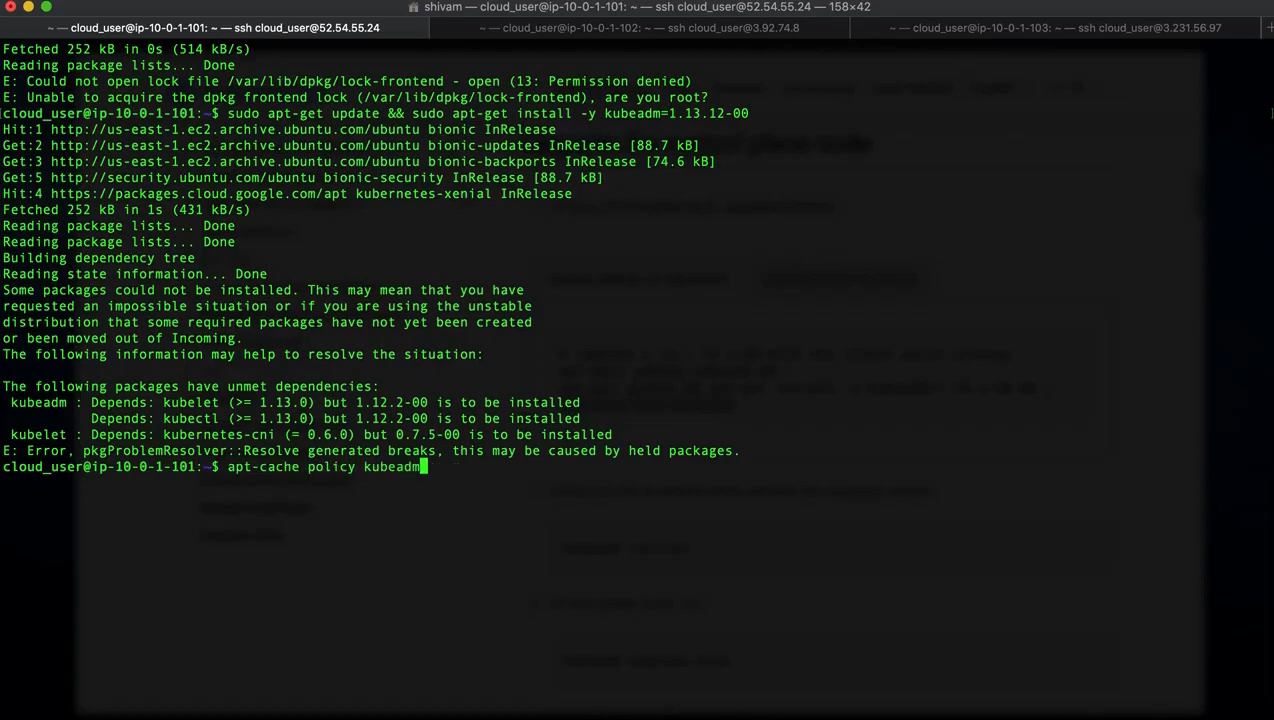 shivam — cloud_user@ip-10-0-1-101: ~ — ssh cloud_user@52.54.55.24 — 158×42
~ — cloud_user@ip-10-0-1-101: ~ — ssh cloud_user@52.54.55.24
~ — cloud_user@ip-10-0-1-102: ~ — ssh cloud_user@3.92.74.8
~ — cloud_user@ip-10-0-1-103: ~ — ssh cloud_user@3.231.56.97
Fetched 252 kB in 0s (514 kB/s)
Reading package lists... Done
E: Could not open lock file /var/lib/dpkg/lock-frontend - open (13: Permission denied)
E: Unable to acquire the dpkg frontend lock (/var/lib/dpkg/lock-frontend), are you root?
cloud_user@ip-10-0-1-101:~$ sudo apt-get update && sudo apt-get install -y kubeadm=1.13.12-00
Hit:1 http://us-east-1.ec2.archive.ubuntu.com/ubuntu bionic InRelease
Get:2 http://us-east-1.ec2.archive.ubuntu.com/ubuntu bionic-updates InRelease [88.7 kB]
Get:3 http://us-east-1.ec2.archive.ubuntu.com/ubuntu bionic-backports InRelease [74.6 kB]
Get:5 http://security.ubuntu.com/ubuntu bionic-security InRelease [88.7 kB]
Hit:4 https://packages.cloud.google.com/apt kubernetes-xenial InRelease
Fetched 252 kB in 1s (431 kB/s)
Reading package lists... Done
Reading package lists... Done
Building dependency tree
Reading state information... Done
Some packages could not be installed. This may mean that you have
requested an impossible situation or if you are using the unstable
distribution that some required packages have not yet been created
or been moved out of Incoming.
The following information may help to resolve the situation:
The following packages have unmet dependencies:
kubeadm : Depends: kubelet (>= 1.13.0) but 1.12.2-00 is to be installed
Depends: kubectl (>= 1.13.0) but 1.12.2-00 is to be installed
kubelet : Depends: kubernetes-cni (= 0.6.0) but 0.7.5-00 is to be installed
E: Error, pkgProblemResolver::Resolve generated breaks, this may be caused by held packages.
cloud_user@ip-10-0-1-101:~$ apt-cache policy kubeadm